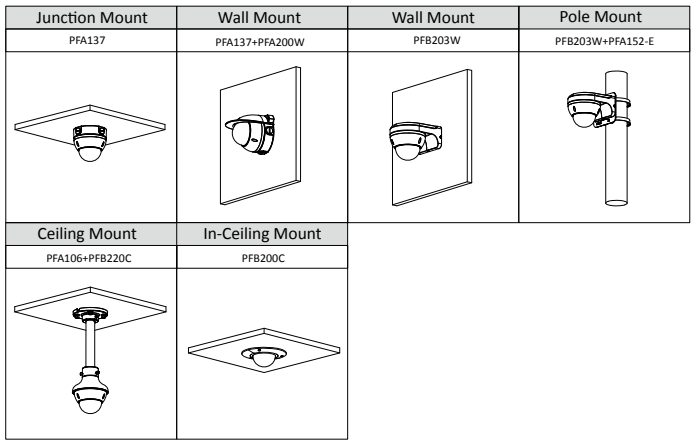 Junction Mount
Wall Mount
Wall Mount
Pole Mount
PFA137
PFA137+PFA200W
PFB203W
PFB203W+PFA152-E
Ceiling Mount
In-Ceiling Mount
PFA106+PFB220C
PFB200C